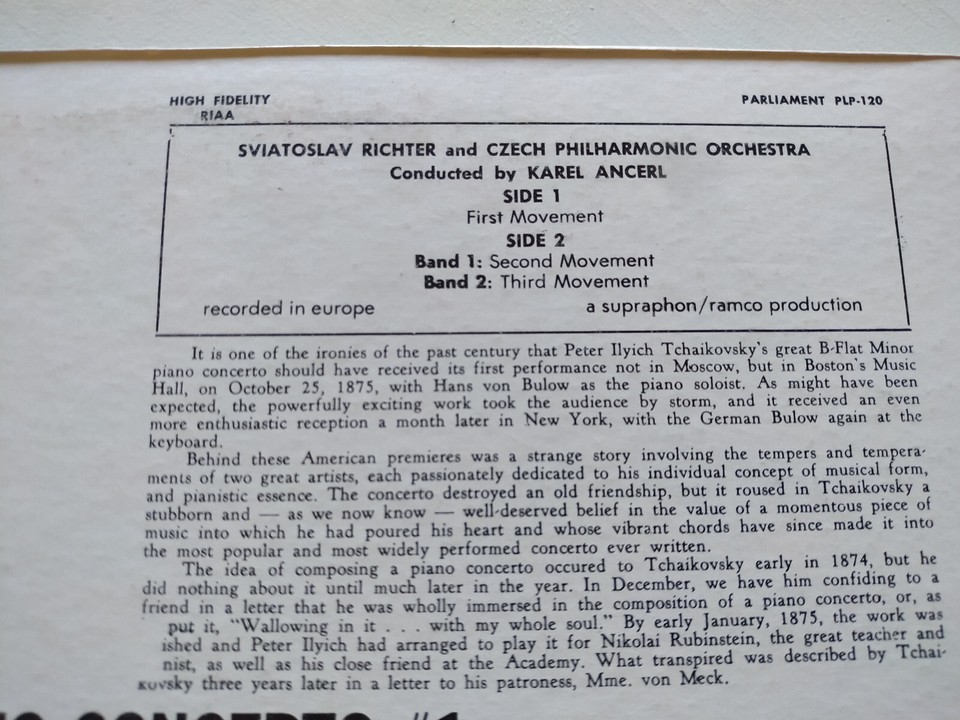 HIGH FIDELITY
RIAA
PARLIAMENT PLP-120
SVIATOSLAV RICHTER and CZECH PHILHARMONIC ORCHESTRA
Conducted by KAREL ANCERL
SIDE 1
First Movement
SIDE 2
Band 1: Second Movement
Band 2: Third Movement
recorded in europe
a supraphon/ramco production
It is one of the ironies of the past century that Peter Ilyich Tchaikovsky's great B-Flat Minor
piano concerto should have received its first performance not in Moscow, but in Boston's Music
Hall, on October 25, 1875, with Hans von Bulow as the piano soloist. As might have been
expected, the powerfully exciting work took the audience by storm, and it received an even
more enthusiastic reception a month later in New York, with the German Bulow again at the
keyboard.
Behind these American premieres was a strange story involving the tempers and tempera-
ments of two great artists, each passionately dedicated to his individual concept of musical form,
and pianistic essence. The concerto destroyed an old friendship, but it roused in Tchaikovsky a
stubborn and — as we now know — well-deserved belief in the value of a momentous piece of
music into which he had poured his heart and whose vibrant chords have since made it into
the most popular and most widely performed concerto ever written.
The idea of composing a piano concerto occured to Tchaikovsky early in 1874, but he
did nothing about it until much later in the year. In December, we have him confiding to a
friend in a letter that he was wholly immersed in the composition of a piano concerto, or, as
put it, "Wallowing in it . . . with my whole soul." By early January, 1875, the work was
ished and Peter Ilyich had arranged to play it for Nikolai Rubinstein, the great teacher and
nist, as well as his close friend at the Academy. What transpired was described by Tchai-
kovsky three years later in a letter to his patroness, Mme. von Meck.
CONCERTO #1